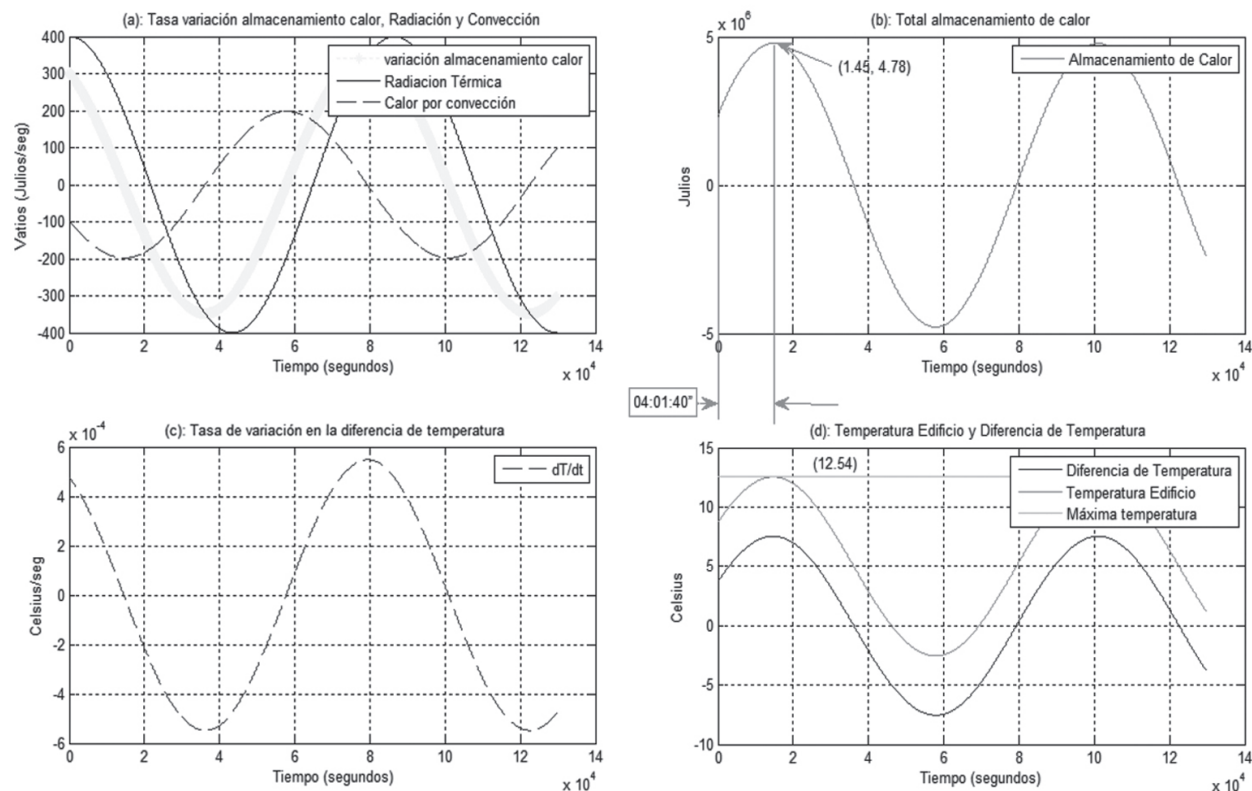 (a): Tasa variación almacenamiento calor, Radiación y Convección
400
300
200
100
0
-100
-200
-300
-400
Vatios (Julios/seg)
variación almacenamiento calor
Radiacion Térmica
Calor por convección
0 2 4 6 8 10 12 14
Tiempo (segundos)
x 10^4
(b): Total almacenamiento de calor
x 10^6
5
0
-5
Julios
(1.45, 4.78)
Almacenamiento de Calor
0 2 4 6 8 10 12 14
Tiempo (segundos)
x 10^4
04:01:40"
(c): Tasa de variación en la diferencia de temperatura
x 10^-4
6
4
2
0
-2
-4
-6
Celsius/seg
dT/dt
0 2 4 6 8 10 12 14
Tiempo (segundos)
x 10^4
(d): Temperatura Edificio y Diferencia de Temperatura
15
10
5
0
-5
-10
Celsius
(12.54)
Diferencia de Temperatura
Temperatura Edificio
Máxima temperatura
0 2 4 6 8 10 12 14
Tiempo (segundos)
x 10^4